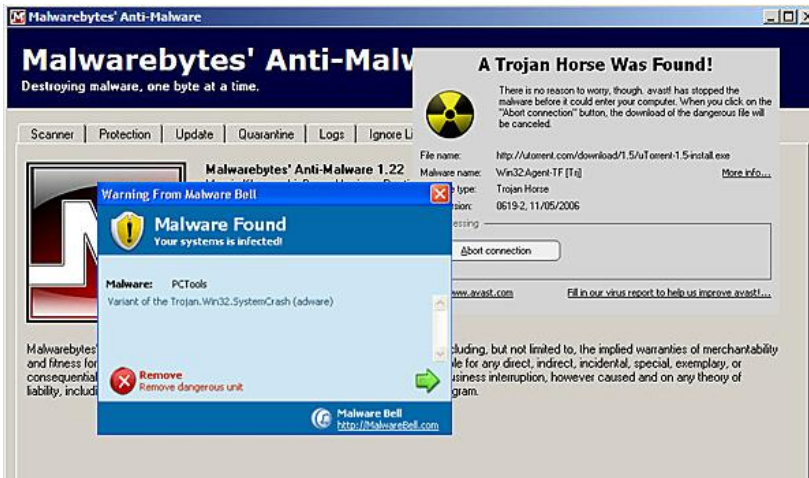 Malwarebytes' Anti-Malware
Malwarebytes' Anti-Malw
Destroying malware, one byte at a time.
Scanner
Protection
Update
Quarantine
Logs
Ignore Li
Malwarebytes' Anti-Malware 1.22
A Trojan Horse Was Found!
There is no reason to worry, though. avast! has stopped the
malware before it could enter your computer. When you click on the
"Abort connection" button, the download of the dangerous file will
be canceled.
File name: http://utorrent.com/download/1.5/uTorrent-1.5-install.exe
Malware name: Win32:Agent-TF [Trj] More info...
type: Trojan Horse
sion: 0619-2, 11/05/2006
essing
Abort connection
www.avast.com
Fill in our virus report to help us improve avast!...
Warning From Malware Bell
Malware Found
Your systems is infected!
Malware: PCTools
Variant of the Trojan.Win32.SystemCrash (adware)
Remove
Remove dangerous unit
Malware Bell
http://MalwareBell.com
Malwarebytes' cluding, but not limited to, the implied warranties of merchantability
and fitness for le for any direct, indirect, incidental, special, exemplary, or
consequential usiness interruption, however caused and on any theory of
liability, includi gram.